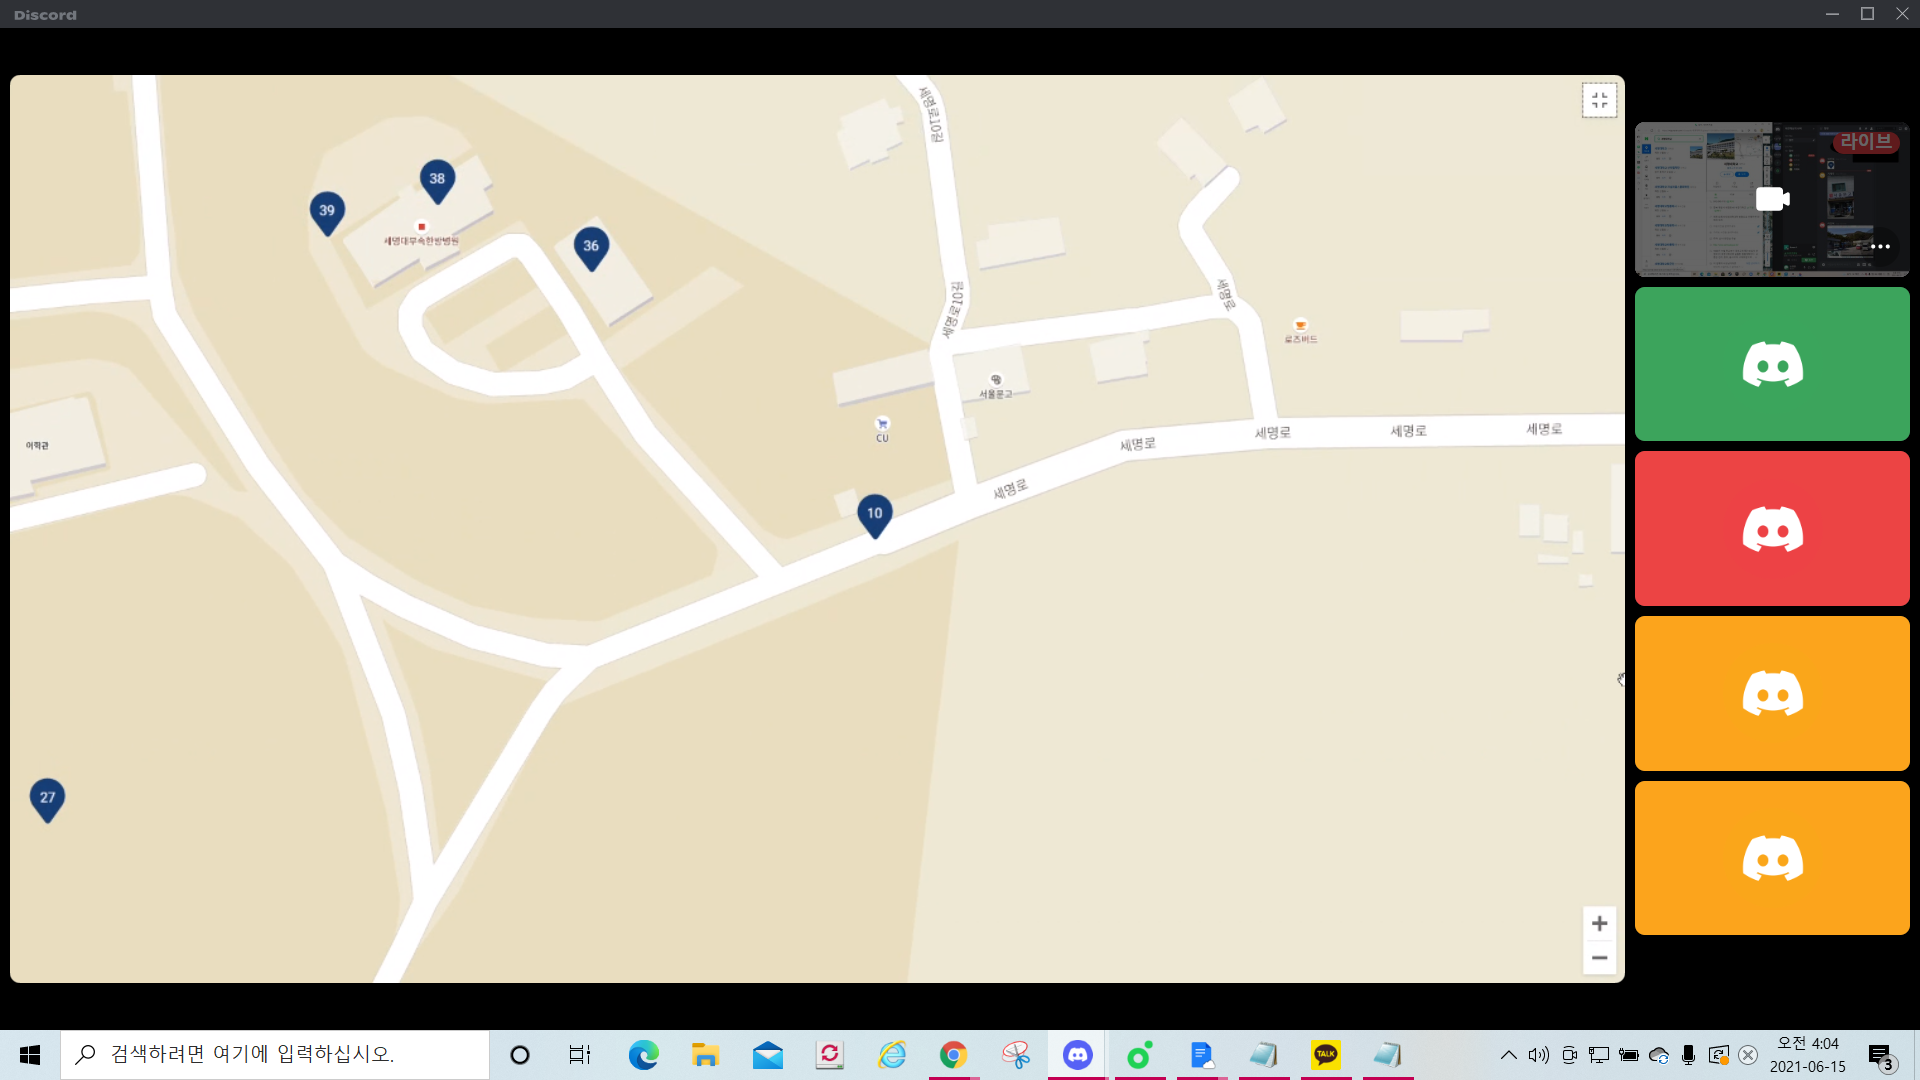 Discord
세명로10길
38
39
세명대부속한방병원
36
세명로10길
세명로
로즈버드
서울문고
CU
이학관
세명로
세명로
세명로
세명로
세명로
10
27
라이브
검색하려면 여기에 입력하십시오.
TALK
오전 4:04
2021-06-15
3